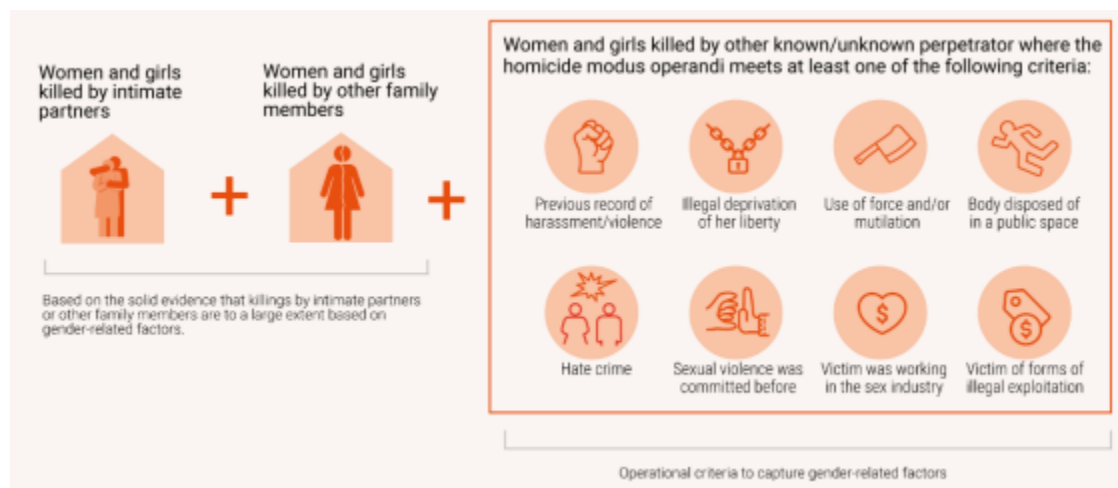 Women and girls
killed by intimate
partners
Women and girls
killed by other family
members
Based on the solid evidence that killings by intimate partners
or other family members are to a large extent based on
gender-related factors.
Women and girls killed by other known/unknown perpetrator where the
homicide modus operandi meets at least one of the following criteria:
Previous record of
harassment/violence
Illegal deprivation
of her liberty
Use of force and/or
mutilation
Body disposed of
in a public space
Hate crime
Sexual violence was
committed before
Victim was working
in the sex industry
Victim of forms of
illegal exploitation
Operational criteria to capture gender-related factors